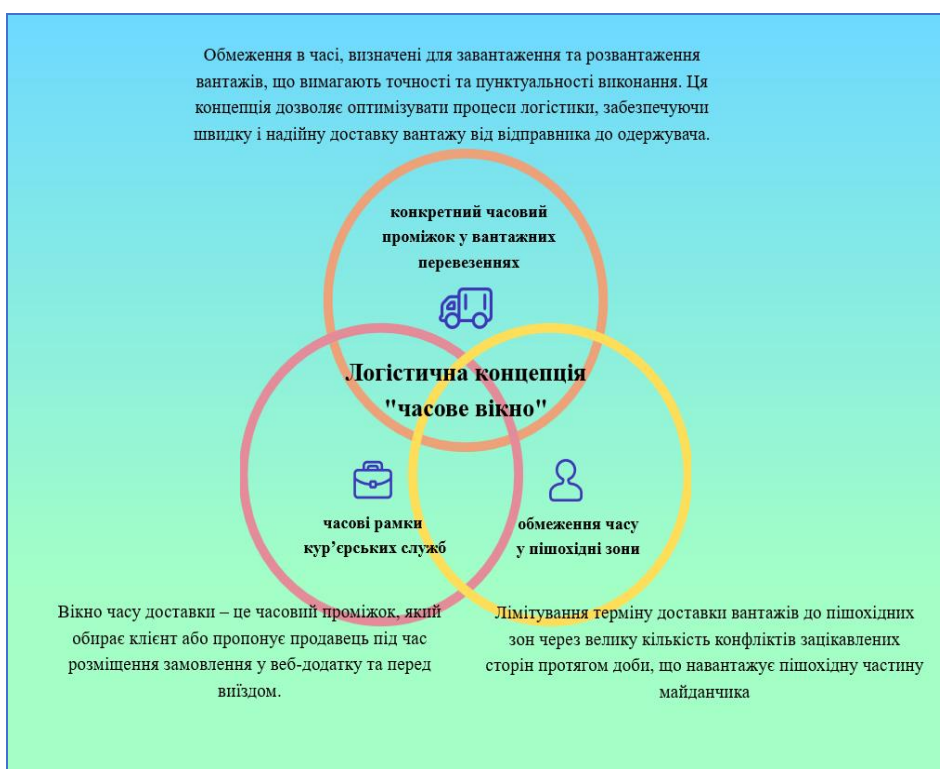 Обмеження в часі, визначені для завантаження та розвантаження
вантажів, що вимагають точності та пунктуальності виконання. Ця
концепція дозволяє оптимізувати процеси логістики, забезпечуючи
швидку і надійну доставку вантажу від відправника до одержувача.
конкретний часовий
проміжок у вантажних
перевезеннях
Логістична концепція
"часове вікно"
часові рамки
кур’єрських служб
обмеження часу
у пішохідні зони
Вікно часу доставки – це часовий проміжок, який
обирає клієнт або пропонує продавець під час
розміщення замовлення у веб-додатку та перед
виїздом.
Лімітування терміну доставки вантажів до пішохідних
зон через велику кількість конфліктів зацікавлених
сторін протягом доби, що навантажує пішохідну частину
майданчика